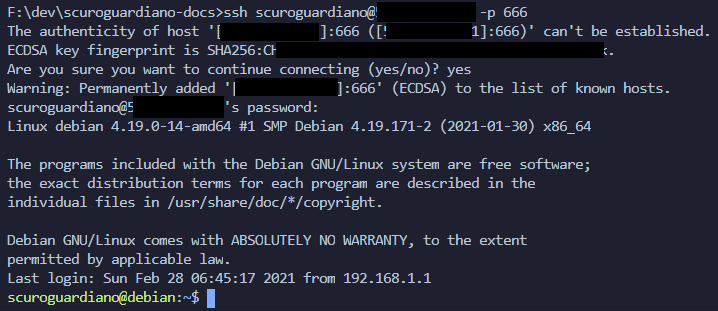 F:\dev\scuroguardiano-docs>ssh scuroguardiano@ -p 666
The authenticity of host '[ ]:666 ([ 1]:666)' can't be established.
ECDSA key fingerprint is SHA256:CH .
Are you sure you want to continue connecting (yes/no)? yes
Warning: Permanently added '[ ]:666' (ECDSA) to the list of known hosts.
scuroguardiano@5 's password:
Linux debian 4.19.0-14-amd64 #1 SMP Debian 4.19.171-2 (2021-01-30) x86_64
The programs included with the Debian GNU/Linux system are free software;
the exact distribution terms for each program are described in the
individual files in /usr/share/doc/*/copyright.
Debian GNU/Linux comes with ABSOLUTELY NO WARRANTY, to the extent
permitted by applicable law.
Last login: Sun Feb 28 06:45:17 2021 from 192.168.1.1
scuroguardiano@debian:~$